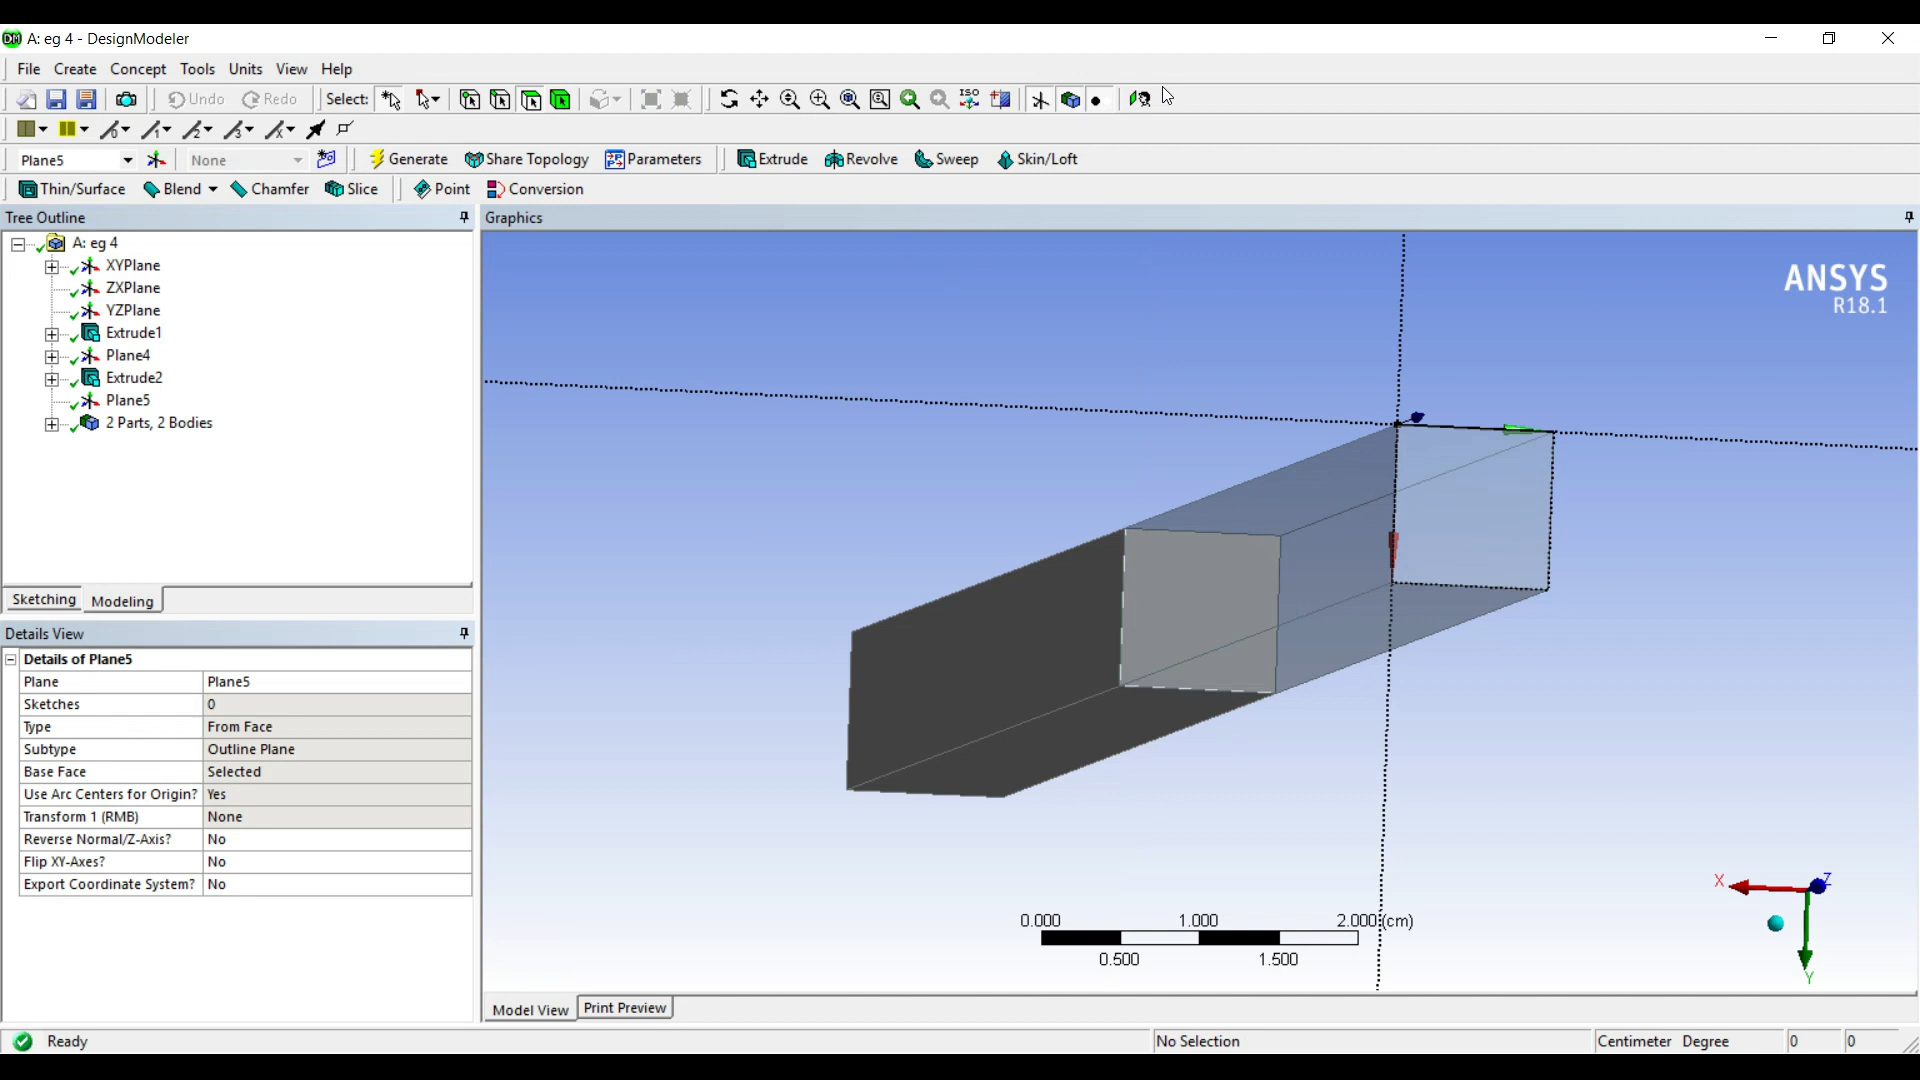 A: eg 4 - DesignModeler
File Create Concept Tools Units View Help
Undo Redo Select: ISO
Plane5 None Generate Share Topology Parameters Extrude Revolve Sweep Skin/Loft
Thin/Surface Blend Chamfer Slice Point Conversion
Tree Outline
A: eg 4
XYPlane
ZXPlane
YZPlane
Extrude1
Plane4
Extrude2
Plane5
2 Parts, 2 Bodies
Sketching Modeling
Details View
Details of Plane5
Plane Plane5
Sketches 0
Type From Face
Subtype Outline Plane
Base Face Selected
Use Arc Centers for Origin? Yes
Transform 1 (RMB) None
Reverse Normal/Z-Axis? No
Flip XY-Axes? No
Export Coordinate System? No
Graphics
ANSYS
R18.1
X Z
Y
0.000 1.000 2.000 (cm)
0.500 1.500
Model View Print Preview
Ready No Selection Centimeter Degree 0 0